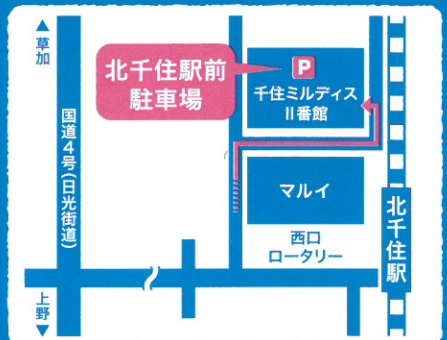 ▲草加
国道4号(日光街道)
上野▼
北千住駅前
駐車場
P
千住ミルディス
II番館
マルイ
西口
ロータリー
北千住駅